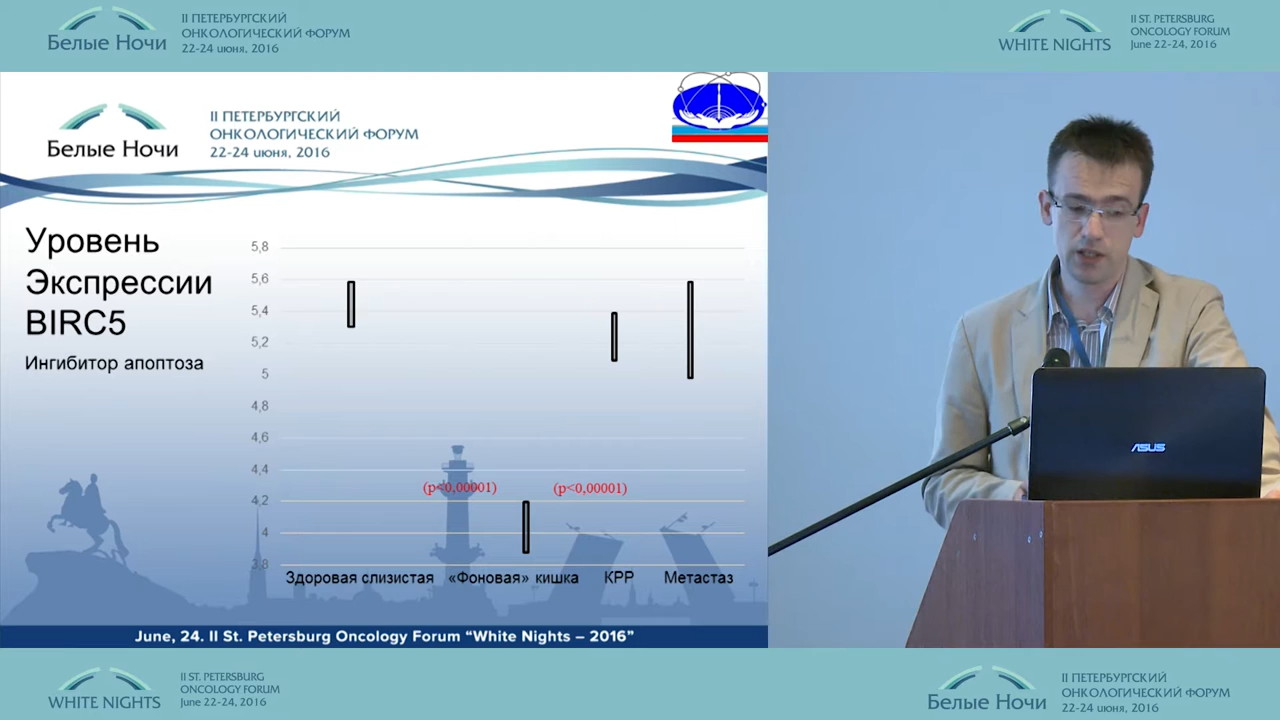 Белые Ночи
II ПЕТЕРБУРГСКИЙ
ОНКОЛОГИЧЕСКИЙ ФОРУМ
22-24 июня, 2016
WHITE NIGHTS
II ST. PETERSBURG
ONCOLOGY FORUM
June 22-24, 2016
Белые Ночи
II ПЕТЕРБУРГСКИЙ
ОНКОЛОГИЧЕСКИЙ ФОРУМ
22-24 июня, 2016
Уровень
Экспрессии
BIRC5
Ингибитор апоптоза
5,8
5,6
5,4
5,2
5
4,8
4,6
4,4
4,2
4
3,8
(p<0,00001)
(p<0,00001)
Здоровая слизистая
«Фоновая» кишка
КРР
Метастаз
June, 24. II St. Petersburg Oncology Forum “White Nights – 2016”
ASUS
WHITE NIGHTS
II ST. PETERSBURG
ONCOLOGY FORUM
June 22-24, 2016
Белые Ночи
II ПЕТЕРБУРГСКИЙ
ОНКОЛОГИЧЕСКИЙ ФОРУМ
22-24 июня, 2016